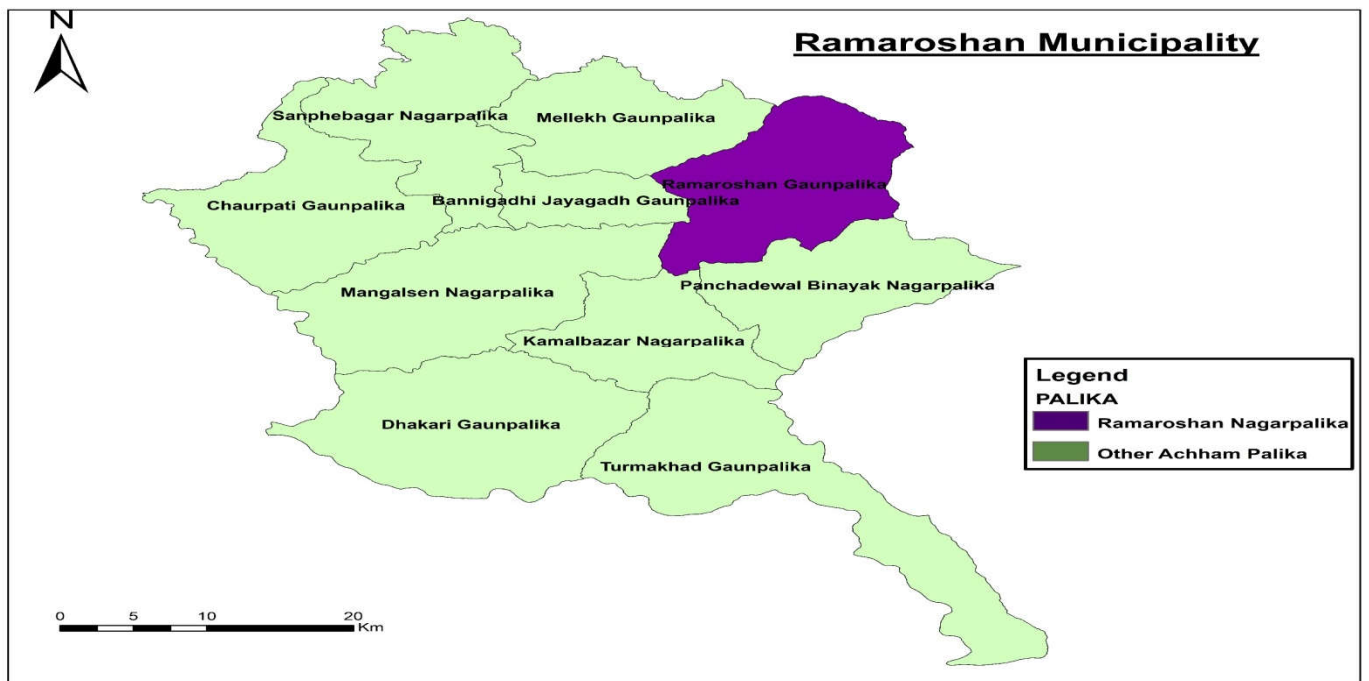 N
Ramaroshan Municipality
Sanphebagar Nagarpalika
Mellekh Gaunpalika
Ramaroshan Gaunpalika
Chaurpati Gaunpalika
Bannigadhi Jayagadh Gaunpalika
Mangalsen Nagarpalika
Panchadewal Binayak Nagarpalika
Kamalbazar Nagarpalika
Dhakari Gaunpalika
Turmakhad Gaunpalika
Legend
PALIKA
Ramaroshan Nagarpalika
Other Achham Palika
0 5 10 20
Km